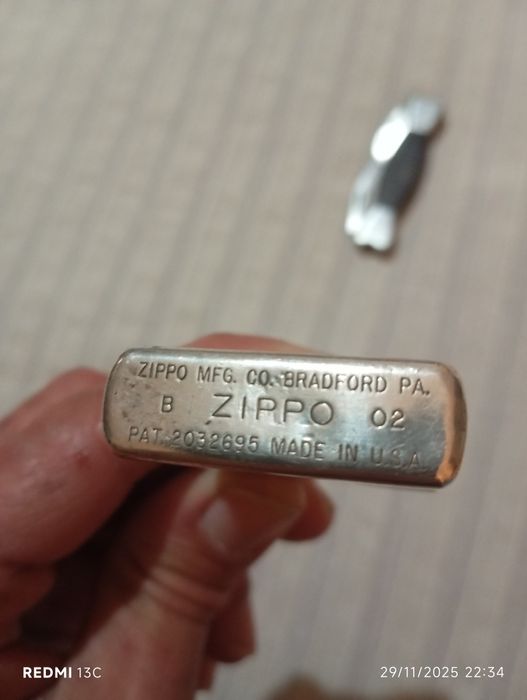 ZIPPO MFG. CO. BRADFORD PA.
B ZIPPO 02
PAT. 2032695 MADE IN U.S.A.
REDMI 13C
29/11/2025 22:34